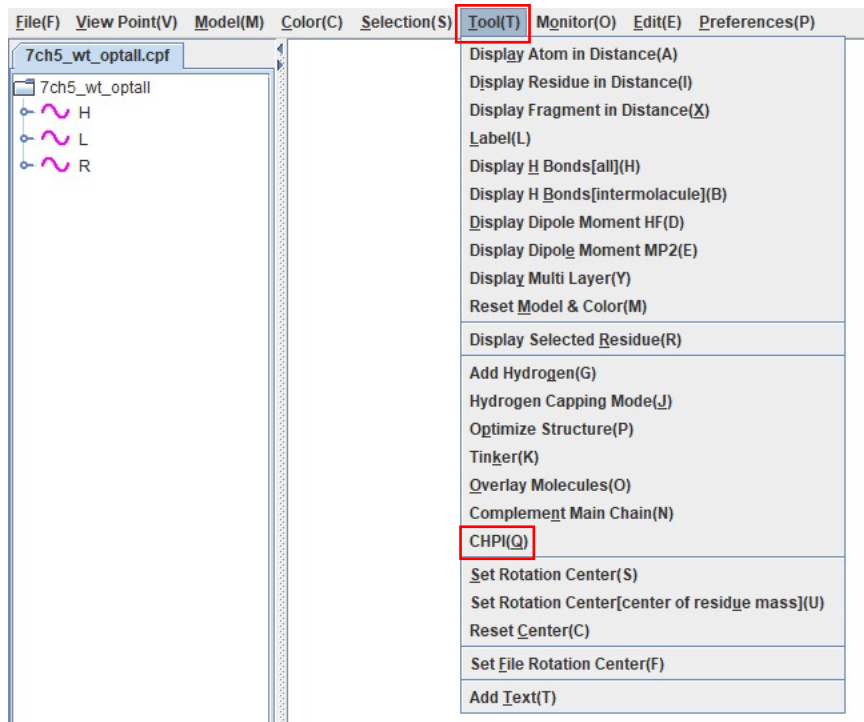 File(F) View Point(V) Model(M) Color(C) Selection(S) Tool(T) Monitor(O) Edit(E) Preferences(P)
7ch5_wt_optall.cpf
7ch5_wt_optall
H
L
R
Display Atom in Distance(A)
Display Residue in Distance(I)
Display Fragment in Distance(X)
Label(L)
Display H Bonds[all](H)
Display H Bonds[intermolacule](B)
Display Dipole Moment HF(D)
Display Dipole Moment MP2(E)
Display Multi Layer(Y)
Reset Model & Color(M)
Display Selected Residue(R)
Add Hydrogen(G)
Hydrogen Capping Mode(J)
Optimize Structure(P)
Tinker(K)
Overlay Molecules(O)
Complement Main Chain(N)
CHPI(Q)
Set Rotation Center(S)
Set Rotation Center[center of residue mass](U)
Reset Center(C)
Set File Rotation Center(F)
Add Text(T)